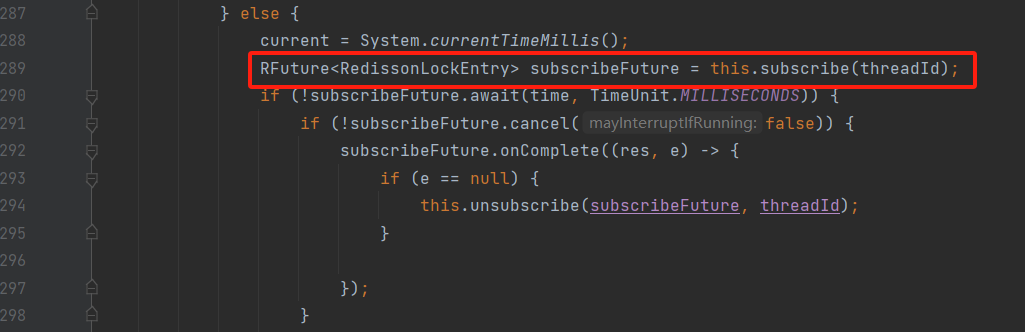 287 } else {
288 current = System.currentTimeMillis();
289 RFuture<RedissonLockEntry> subscribeFuture = this.subscribe(threadId);
290 if (!subscribeFuture.await(time, TimeUnit.MILLISECONDS)) {
291 if (!subscribeFuture.cancel( mayInterruptIfRunning: false)) {
292 subscribeFuture.onComplete((res, e) -> {
293 if (e == null) {
294 this.unsubscribe(subscribeFuture, threadId);
295 }
296
297 });
298 }